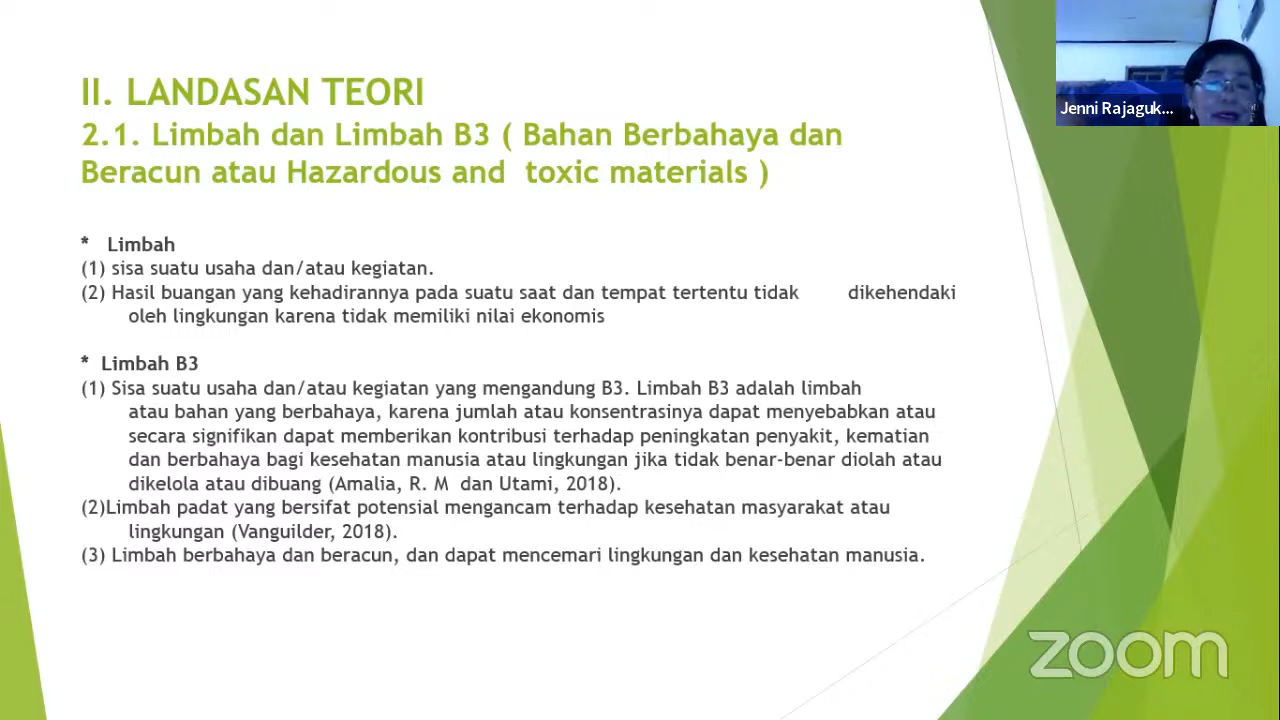 II. LANDASAN TEORI
2.1. Limbah dan Limbah B3 ( Bahan Berbahaya dan
Beracun atau Hazardous and toxic materials )
* Limbah
(1) sisa suatu usaha dan/atau kegiatan.
(2) Hasil buangan yang kehadirannya pada suatu saat dan tempat tertentu tidak dikehendaki
oleh lingkungan karena tidak memiliki nilai ekonomis
* Limbah B3
(1) Sisa suatu usaha dan/atau kegiatan yang mengandung B3. Limbah B3 adalah limbah
atau bahan yang berbahaya, karena jumlah atau konsentrasinya dapat menyebabkan atau
secara signifikan dapat memberikan kontribusi terhadap peningkatan penyakit, kematian
dan berbahaya bagi kesehatan manusia atau lingkungan jika tidak benar-benar diolah atau
dikelola atau dibuang (Amalia, R. M dan Utami, 2018).
(2)Limbah padat yang bersifat potensial mengancam terhadap kesehatan masyarakat atau
lingkungan (Vanguilder, 2018).
(3) Limbah berbahaya dan beracun, dan dapat mencemari lingkungan dan kesehatan manusia.
Jenni Rajaguk...
zoom